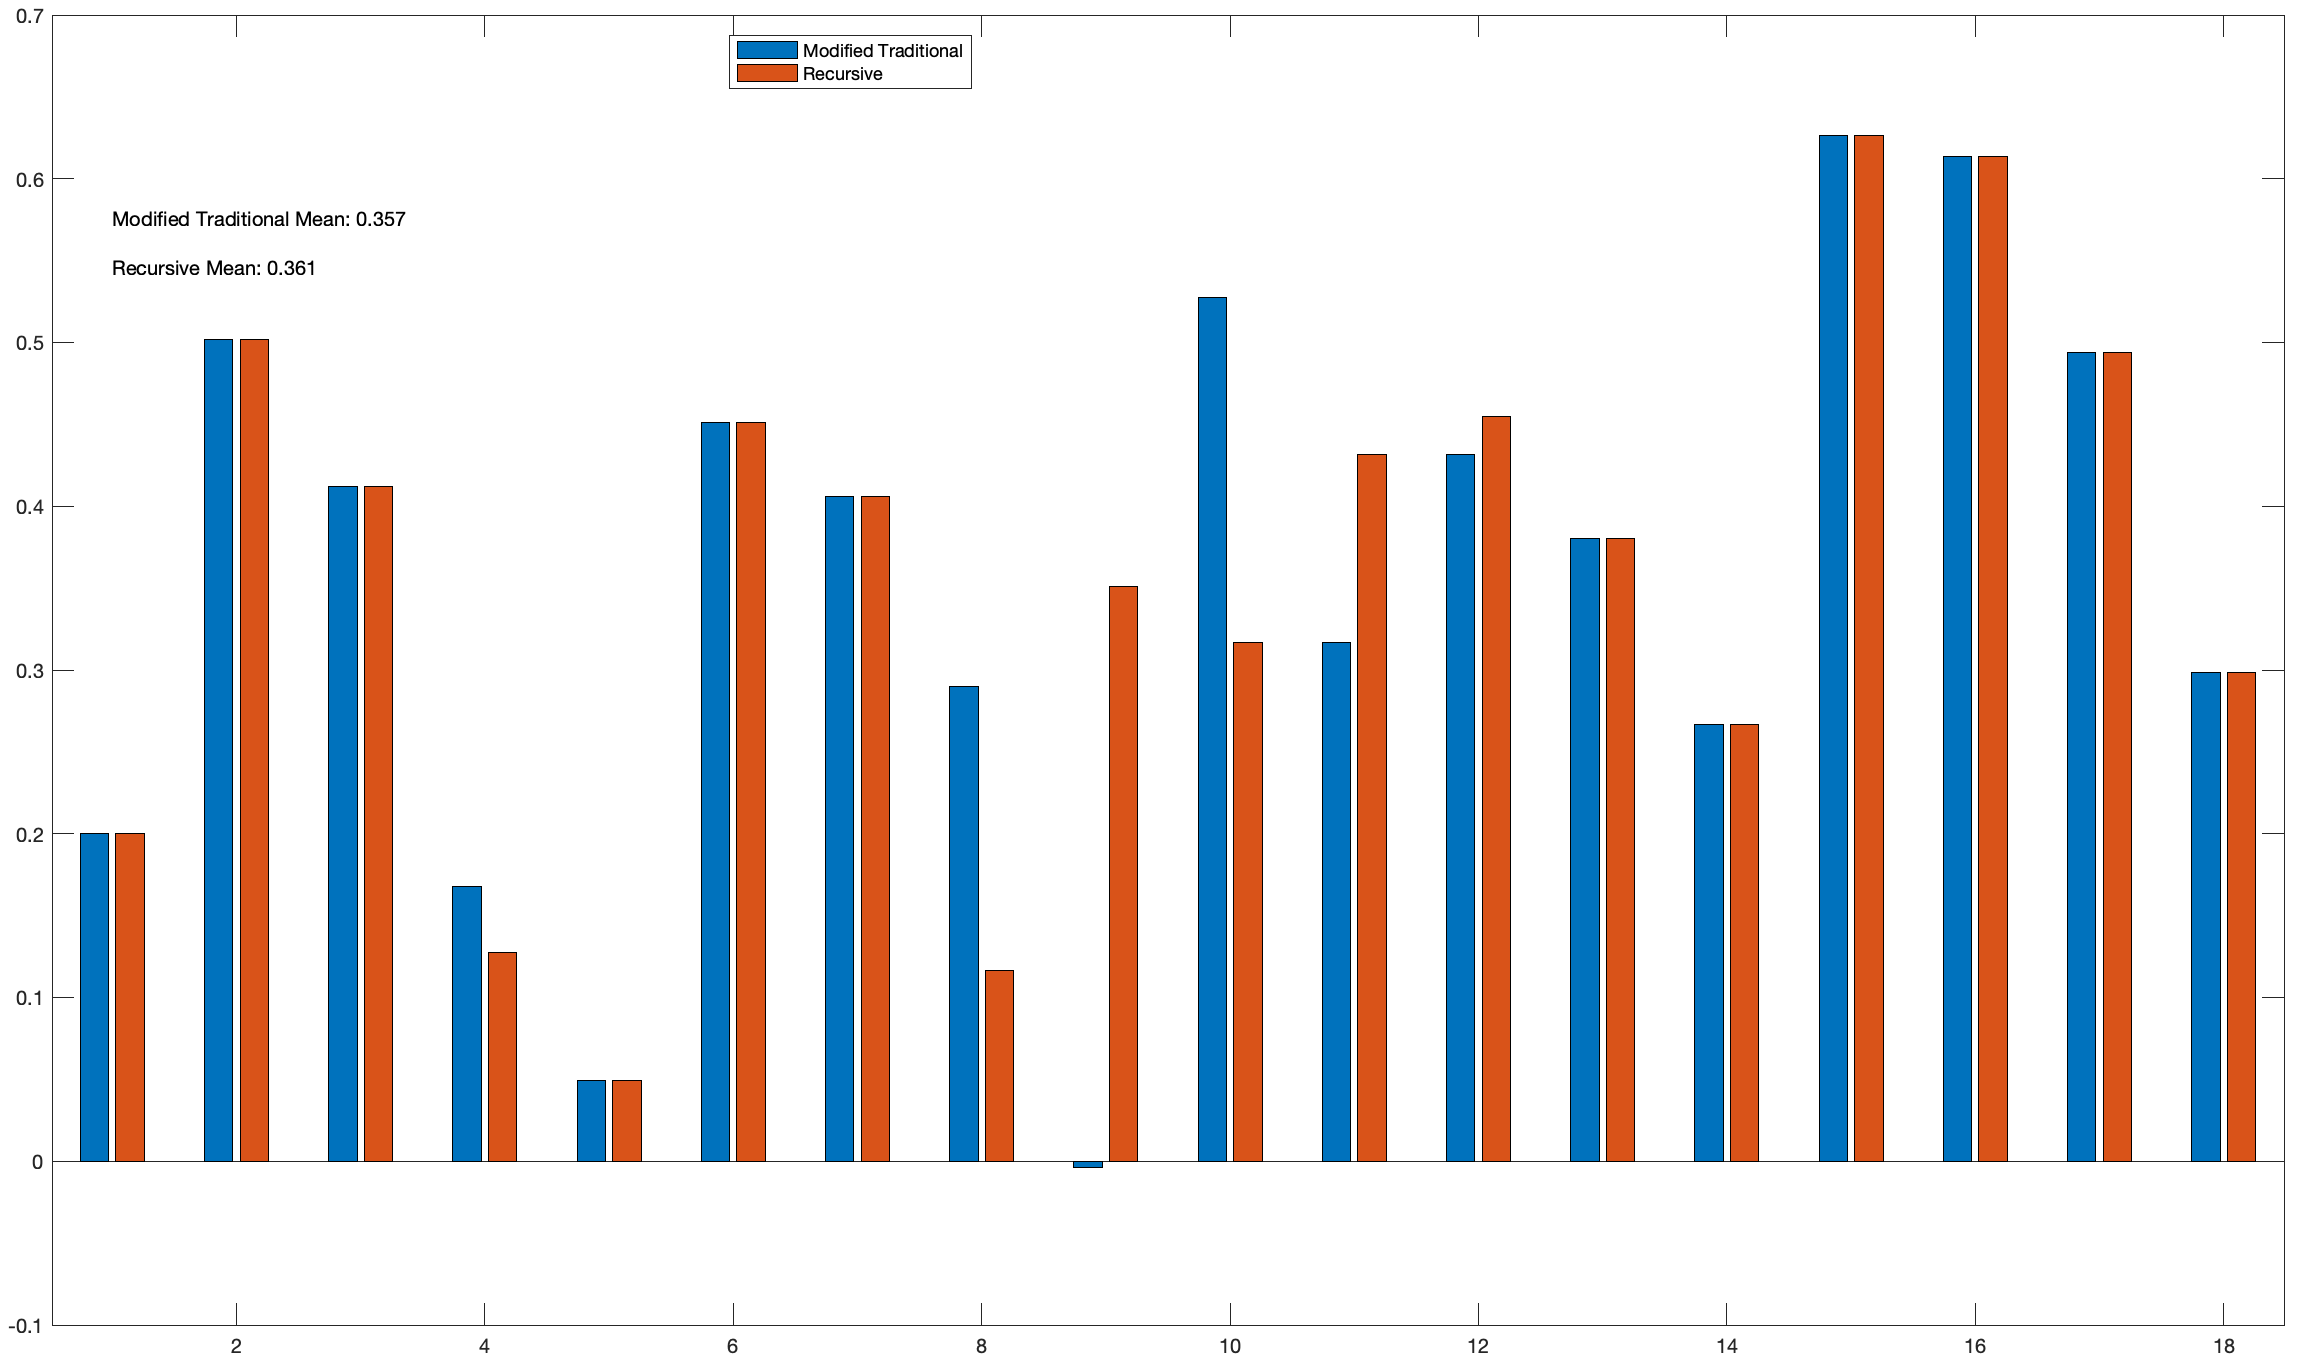 0.7
Modified Traditional
Recursive
0.6
Modified Traditional Mean: 0.357
Recursive Mean: 0.361
0.5
0.4
0.3
0.2
0.1
0
-0.1
2 4 6 8 10 12 14 16 18